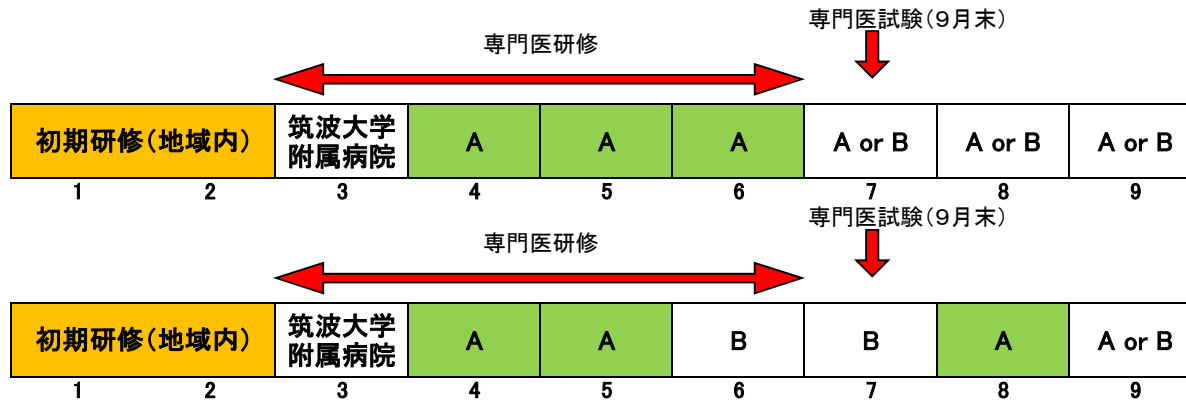 専門医試験（9月末）
専門医研修
初期研修（地域内）
筑波大学
附属病院
A
A
A
A or B
A or B
A or B
1
2
3
4
5
6
7
8
9
専門医試験（9月末）
専門医研修
初期研修（地域内）
筑波大学
附属病院
A
A
B
B
A
A or B
1
2
3
4
5
6
7
8
9